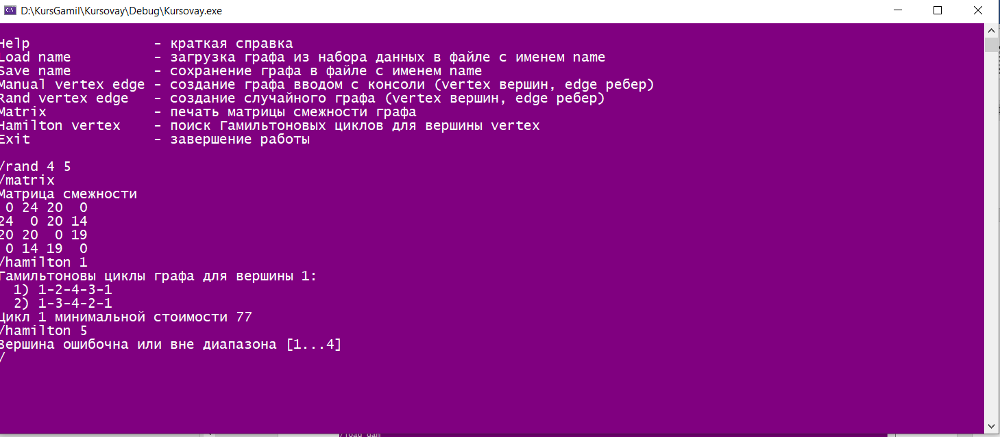 D:\KursGamil\Kursovay\Debug\Kursovay.exe
Help - краткая справка
Load name - загрузка графа из набора данных в файле с именем name
Save name - сохранение графа в файле с именем name
Manual vertex edge - создание графа вводом с консоли (vertex вершин, edge ребер)
Rand vertex edge - создание случайного графа (vertex вершин, edge ребер)
Matrix - печать матрицы смежности графа
Hamilton vertex - поиск Гамильтоновых циклов для вершины vertex
Exit - завершение работы
/rand 4 5
/matrix
Матрица смежности
0 24 20 0
24 0 20 14
20 20 0 19
0 14 19 0
/hamilton 1
Гамильтоновы циклы графа для вершины 1:
1) 1-2-4-3-1
2) 1-3-4-2-1
Цикл 1 минимальной стоимости 77
/hamilton 5
Вершина ошибочна или вне диапазона [1...4]
/